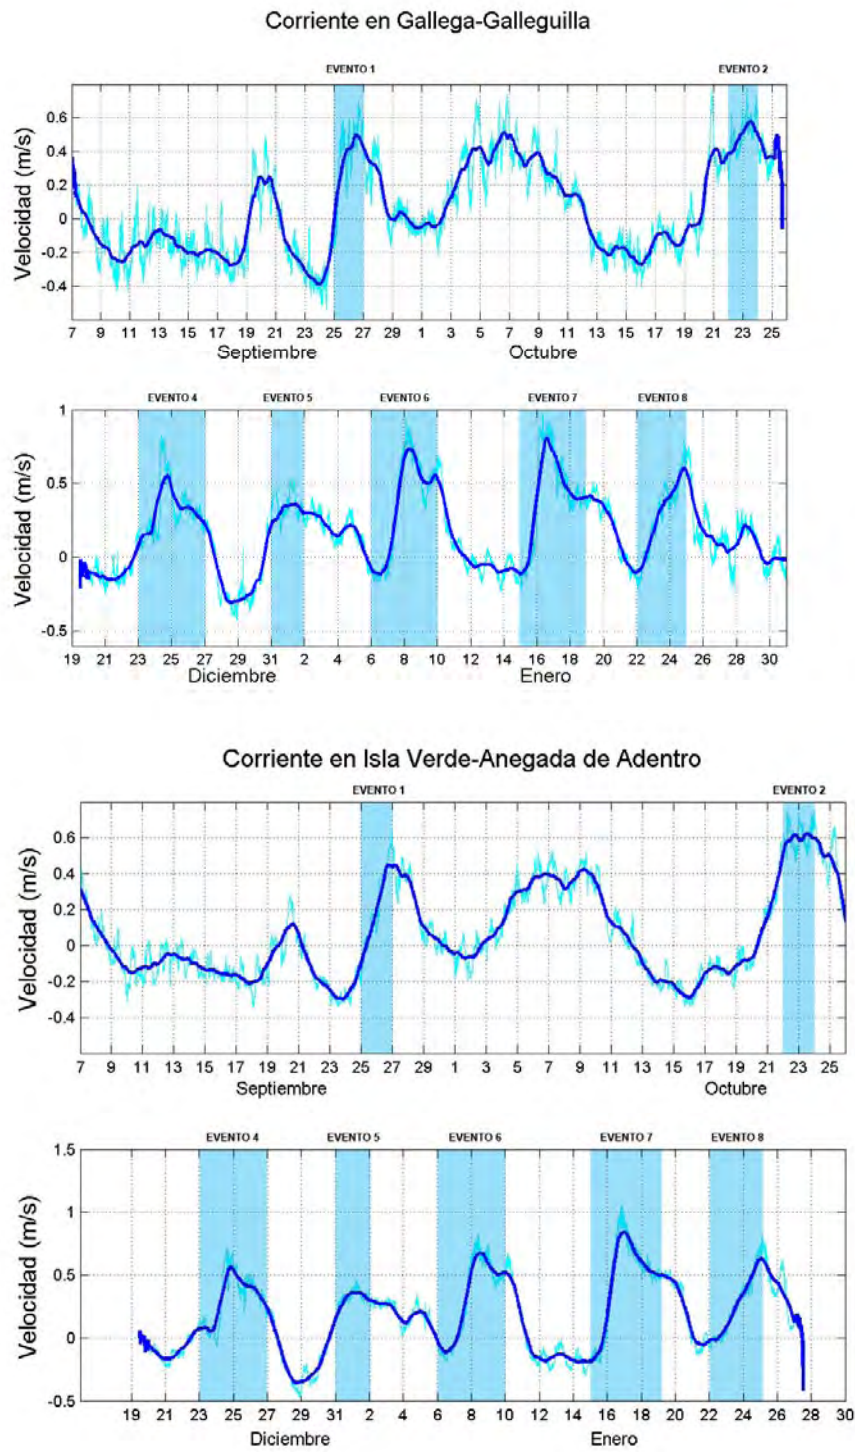 Corriente en Gallega-Galleguilla
EVENTO 1 EVENTO 2
Velocidad (m/s)
0.6
0.4
0.2
0
-0.2
-0.4
7 9 11 13 15 17 19 21 23 25 27 29 1 3 5 7 9 11 13 15 17 19 21 23 25
Septiembre Octubre
EVENTO 4 EVENTO 5 EVENTO 6 EVENTO 7 EVENTO 8
Velocidad (m/s)
1
0.5
0
-0.5
19 21 23 25 27 29 31 2 4 6 8 10 12 14 16 18 20 22 24 26 28 30
Diciembre Enero
Corriente en Isla Verde-Anegada de Adentro
EVENTO 1 EVENTO 2
Velocidad (m/s)
0.6
0.4
0.2
0
-0.2
-0.4
7 9 11 13 15 17 19 21 23 25 27 29 1 3 5 7 9 11 13 15 17 19 21 23 25
Septiembre Octubre
EVENTO 4 EVENTO 5 EVENTO 6 EVENTO 7 EVENTO 8
Velocidad (m/s)
1.5
1
0.5
0
-0.5
19 21 23 25 27 29 31 2 4 6 8 10 12 14 16 18 20 22 24 26 28 30
Diciembre Enero